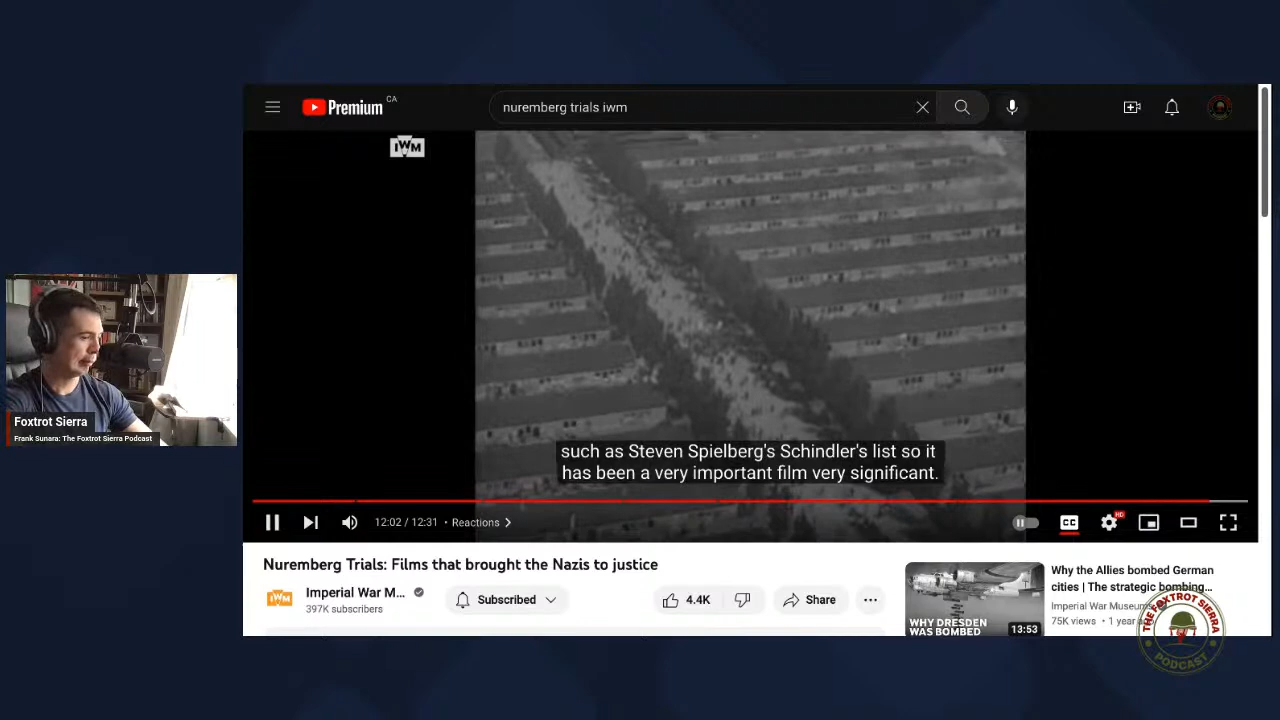 Premium CA
nuremberg trials iwm
IWM
such as Steven Spielberg's Schindler's list so it
has been a very important film very significant.
12:02 / 12:31 • Reactions
CC
HD
Foxtrot Sierra
Frank Sunara: The Foxtrot Sierra Podcast
Nuremberg Trials: Films that brought the Nazis to justice
IWM
Imperial War M...
397K subscribers
Subscribed
4.4K
Share
WHY DRESDEN
WAS BOMBED
13:53
Why the Allies bombed German
cities | The strategic bombing...
Imperial War Museums
75K views • 1 year
THE FOXTROT SIERRA
PODCAST